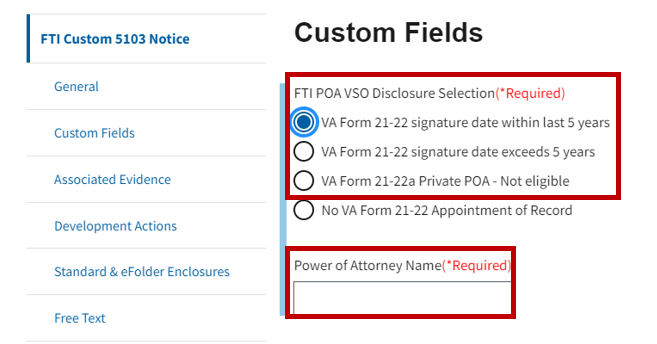 FTI Custom 5103 Notice
General
Custom Fields
Associated Evidence
Development Actions
Standard & eFolder Enclosures
Free Text
Custom Fields
FTI POA VSO Disclosure Selection(*Required)
VA Form 21-22 signature date within last 5 years
VA Form 21-22 signature date exceeds 5 years
VA Form 21-22a Private POA - Not eligible
No VA Form 21-22 Appointment of Record
Power of Attorney Name(*Required)